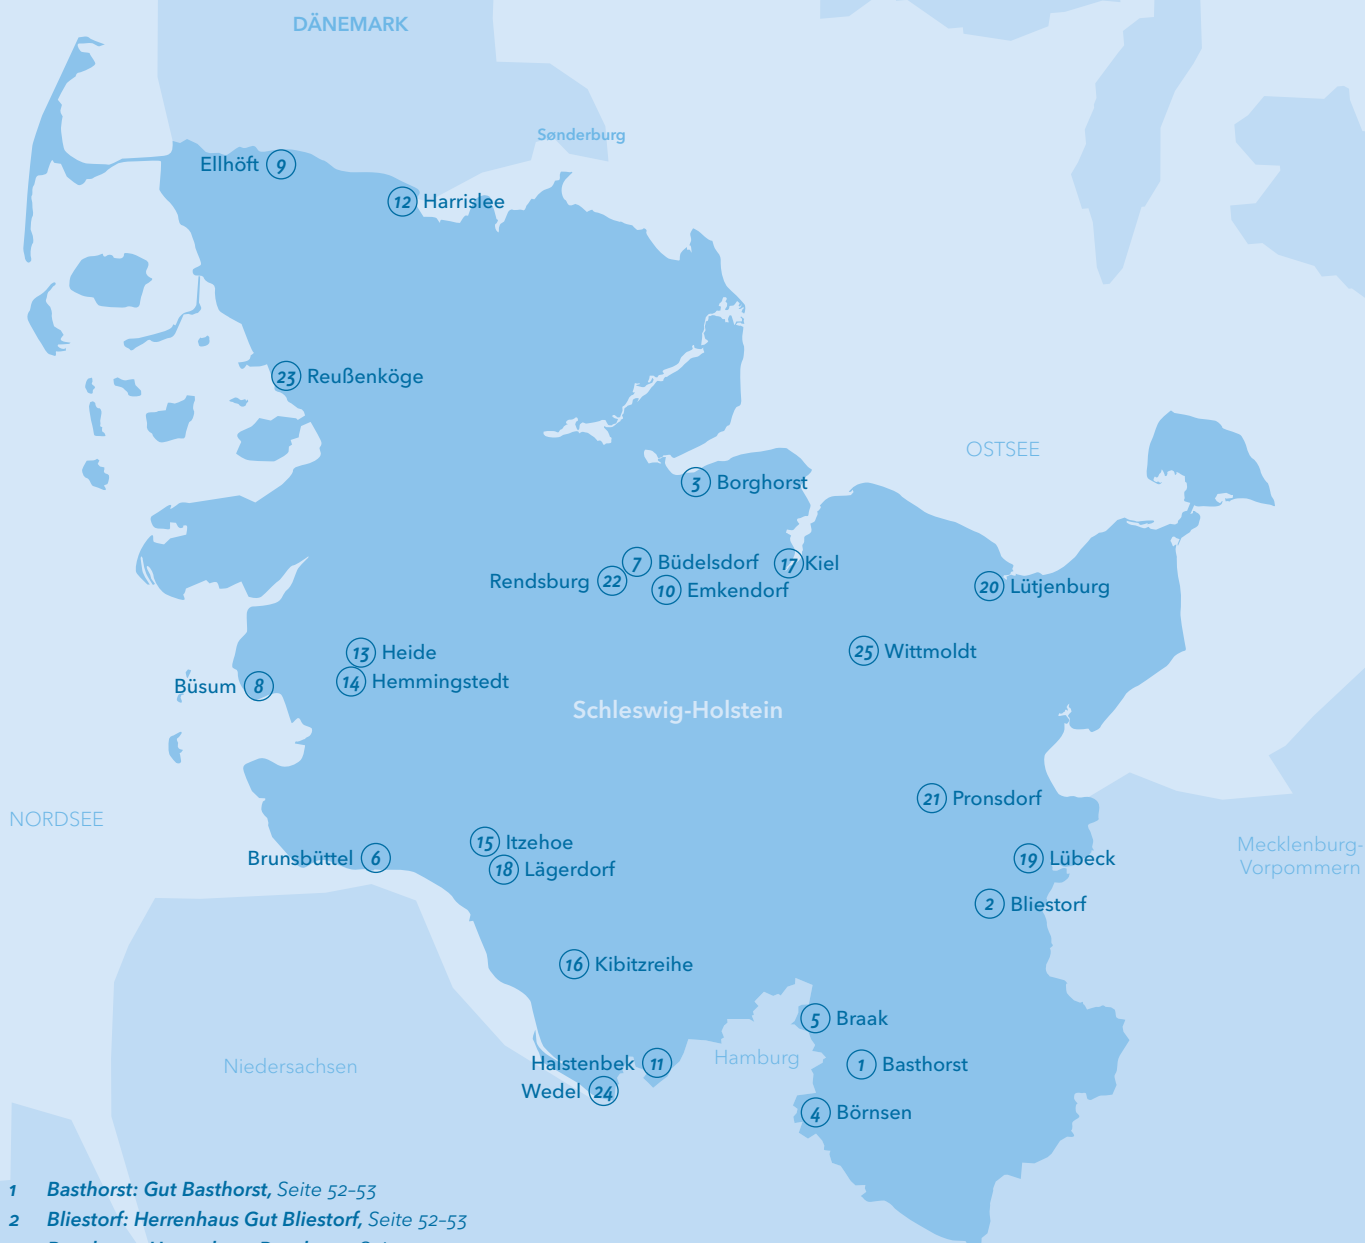 DÄNEMARK
Sønderburg
Ellhöft 9
12 Harrislee
23 Reußenköge
OSTSEE
3 Borghorst
7 Büdelsdorf
17 Kiel
Rendsburg 22
10 Emkendorf
20 Lütjenburg
13 Heide
25 Wittmoldt
14 Hemmingstedt
Büsum 8
Schleswig-Holstein
21 Pronsdorf
NORDSEE
15 Itzehoe
Mecklenburg-
Vorpommern
Brunsbüttel 6
19 Lübeck
18 Lägerdorf
2 Bliestorf
16 Kibitzreihe
5 Braak
Hamburg
Niedersachsen
Halstenbek 11
1 Basthorst
Wedel 24
4 Börnsen
1 Basthorst: Gut Basthorst, Seite 52–53
2 Bliestorf: Herrenhaus Gut Bliestorf, Seite 52–53